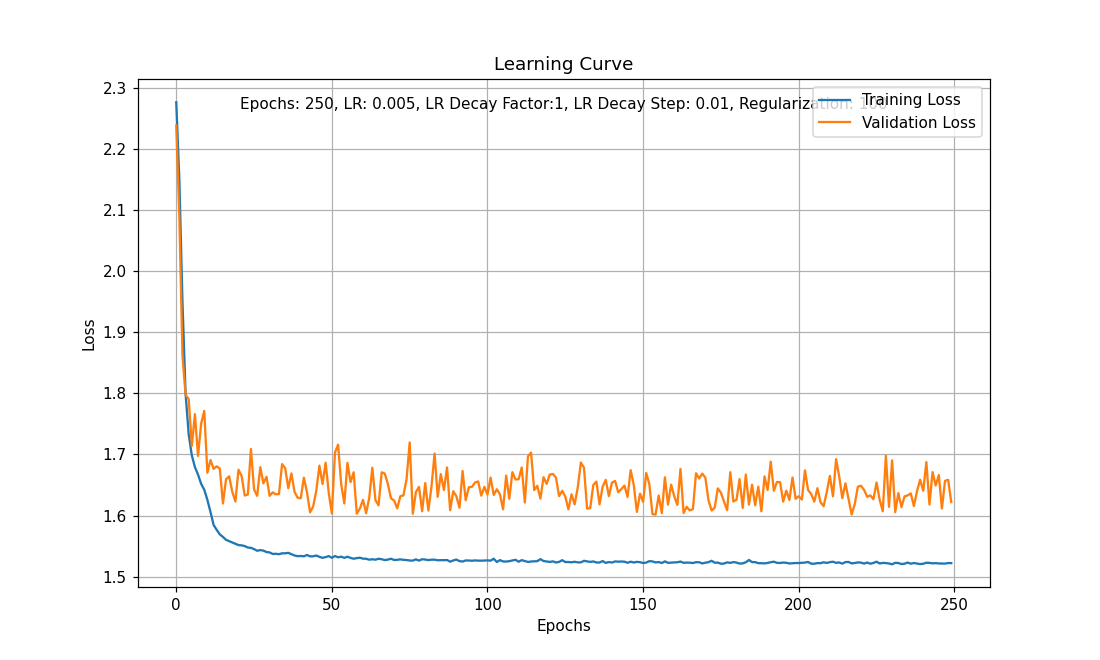 Learning Curve
2.3
2.2
2.1
2.0
1.9
1.8
1.7
1.6
1.5
Loss
Epochs: 250, LR: 0.005, LR Decay Factor:1, LR Decay Step: 0.01, Regularization: 100
Training Loss
Validation Loss
0 50 100 150 200 250
Epochs